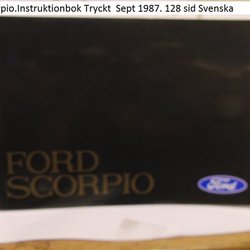 pio.Instruktionbok Tryckt Sept 1987. 128 sid Svenska
FORD
SCORPIO
Ford